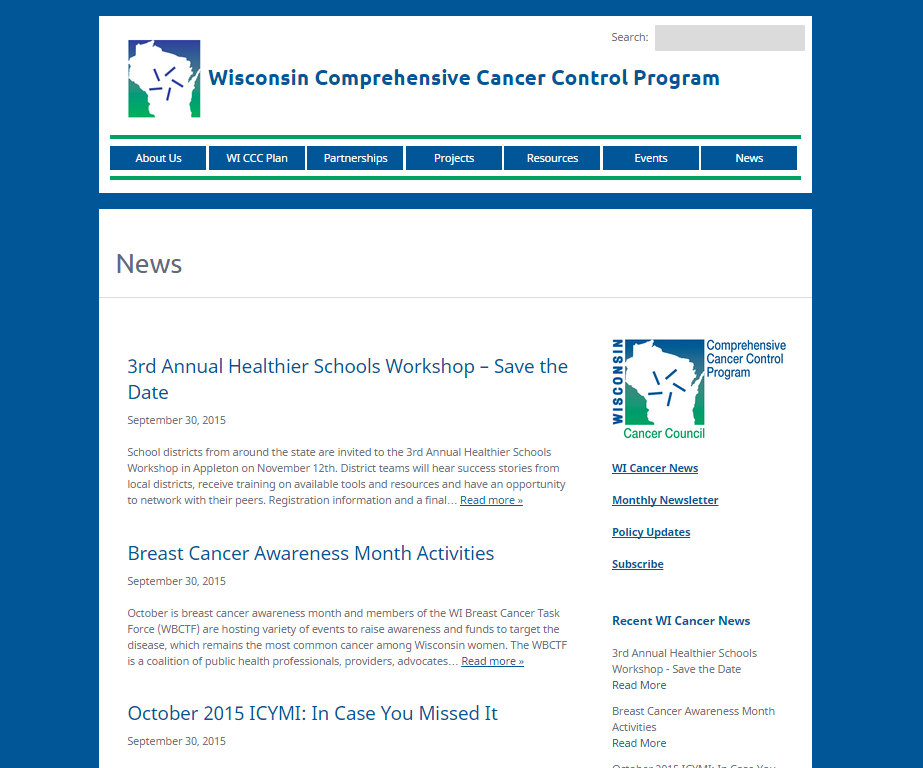 Search:
Wisconsin Comprehensive Cancer Control Program
About Us
WI CCC Plan
Partnerships
Projects
Resources
Events
News
News
3rd Annual Healthier Schools Workshop – Save the
Date
September 30, 2015
School districts from around the state are invited to the 3rd Annual Healthier Schools
Workshop in Appleton on November 12th. District teams will hear success stories from
local districts, receive training on available tools and resources and have an opportunity
to network with their peers. Registration information and a final… Read more »
Breast Cancer Awareness Month Activities
September 30, 2015
October is breast cancer awareness month and members of the WI Breast Cancer Task
Force (WBCTF) are hosting variety of events to raise awareness and funds to target the
disease, which remains the most common cancer among Wisconsin women. The WBCTF
is a coalition of public health professionals, providers, advocates… Read more »
October 2015 ICYMI: In Case You Missed It
September 30, 2015
WISCONSIN
Comprehensive
Cancer Control
Program
Cancer Council
WI Cancer News
Monthly Newsletter
Policy Updates
Subscribe
Recent WI Cancer News
3rd Annual Healthier Schools
Workshop - Save the Date
Read More
Breast Cancer Awareness Month
Activities
Read More
October 2015 ICYMI: In Case You